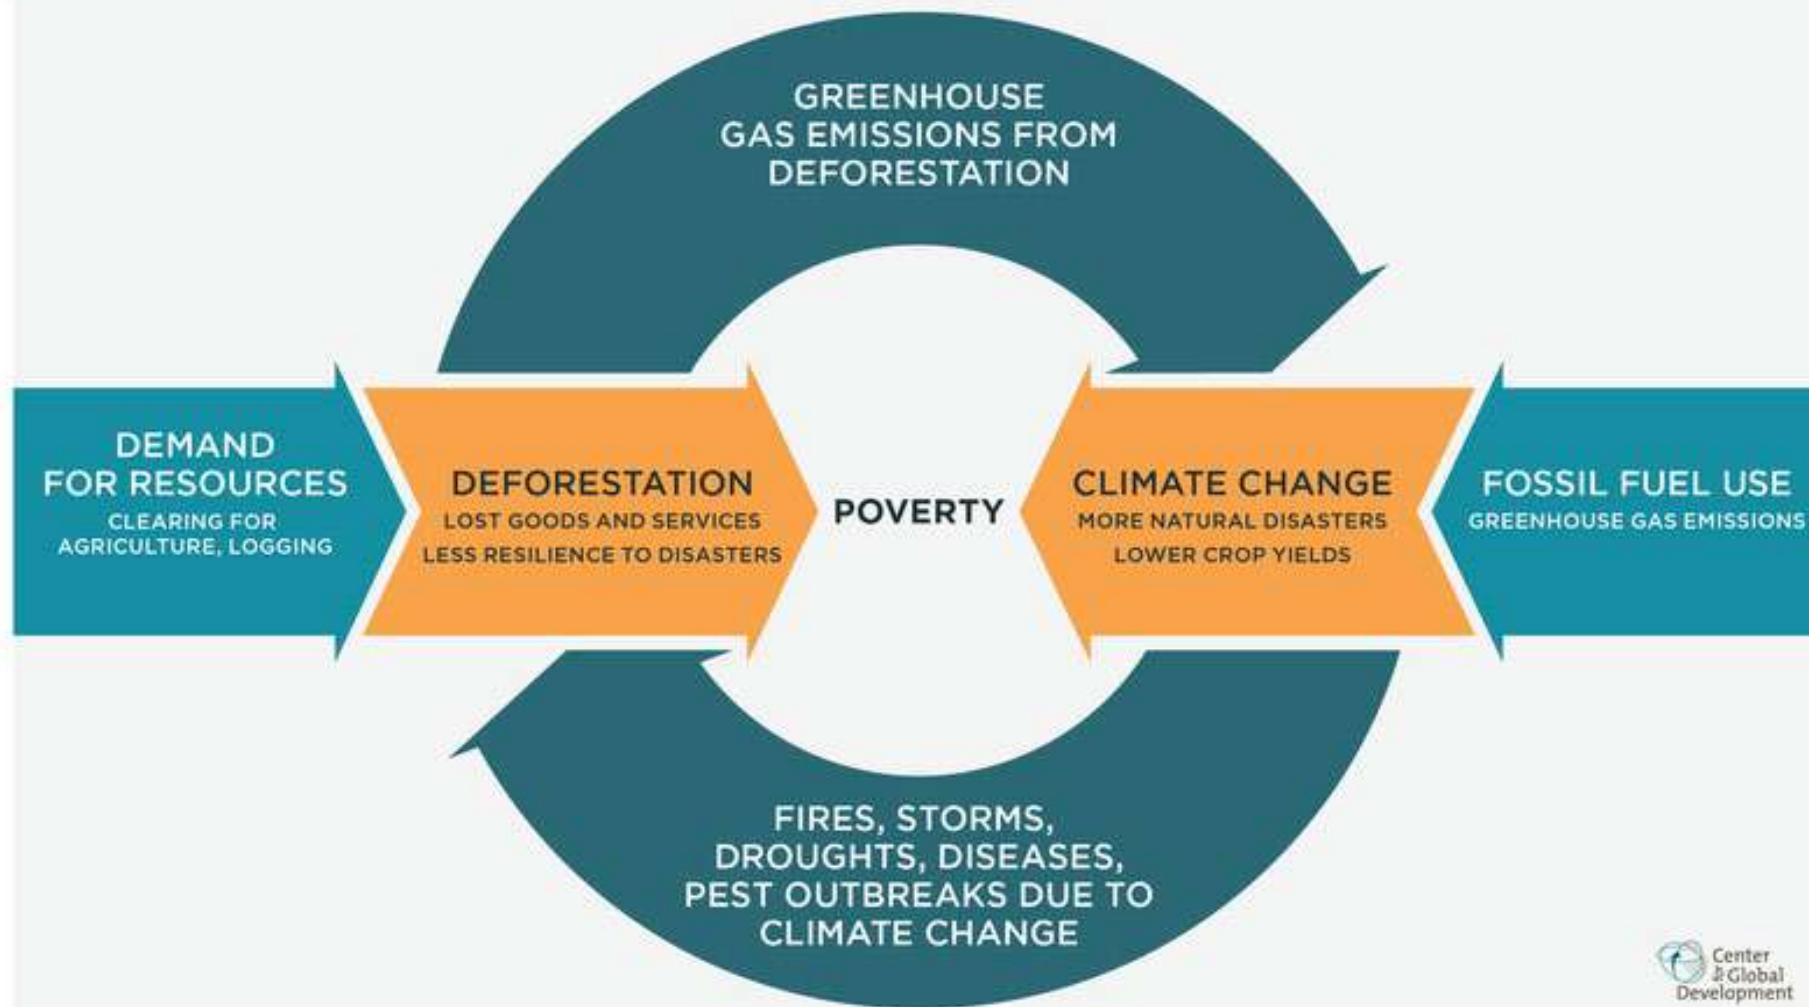 GREENHOUSE
GAS EMISSIONS FROM
DEFORESTATION
DEMAND
FOR RESOURCES
CLEARING FOR
AGRICULTURE, LOGGING
DEFORESTATION
LOST GOODS AND SERVICES
LESS RESILIENCE TO DISASTERS
POVERTY
CLIMATE CHANGE
MORE NATURAL DISASTERS
LOWER CROP YIELDS
FOSSIL FUEL USE
GREENHOUSE GAS EMISSIONS
FIRES, STORMS,
DROUGHTS, DISEASES,
PEST OUTBREAKS DUE TO
CLIMATE CHANGE
Center
for Global
Development